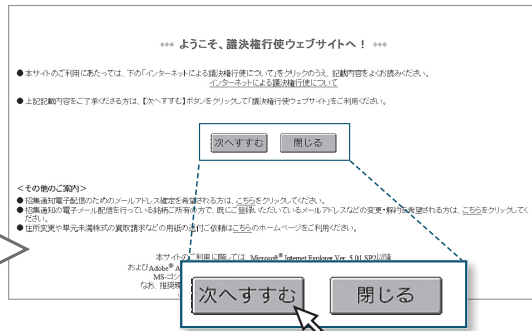 *** ようこそ、議決権行使ウェブサイトへ! ***
●本サイトのご利用にあたっては、下の「インターネットによる議決権行使について」をクリックのうえ、記載内容をよくお読みください。
インターネットによる議決権行使について
●上記記載内容をご了承くださる方は、【次へすすむ】ボタンをクリックして「議決権行使ウェブサイト」をご利用ください。
次へすすむ 閉じる
<その他のご案内>
●招集通知電子配信のためのメールアドレス確定を希望される方は、こちらをクリックしてください。
●招集通知の電子メール配信を行っている銘柄ご所有の方で、既にご登録いただいているメールアドレスなどの変更・解約を希望される方は、こちらをクリックしてく
ださい。
●住所変更や単元未満株式の買取請求などの用紙の送付ご依頼はこちらのホームページをご利用ください。
本サイトのご利用に際しては、Microsoft® Internet Explorer Ver. 5.01 SP2以降
およびAdobe® A
MS-ゴシ
なお、推奨環
次へすすむ 閉じる